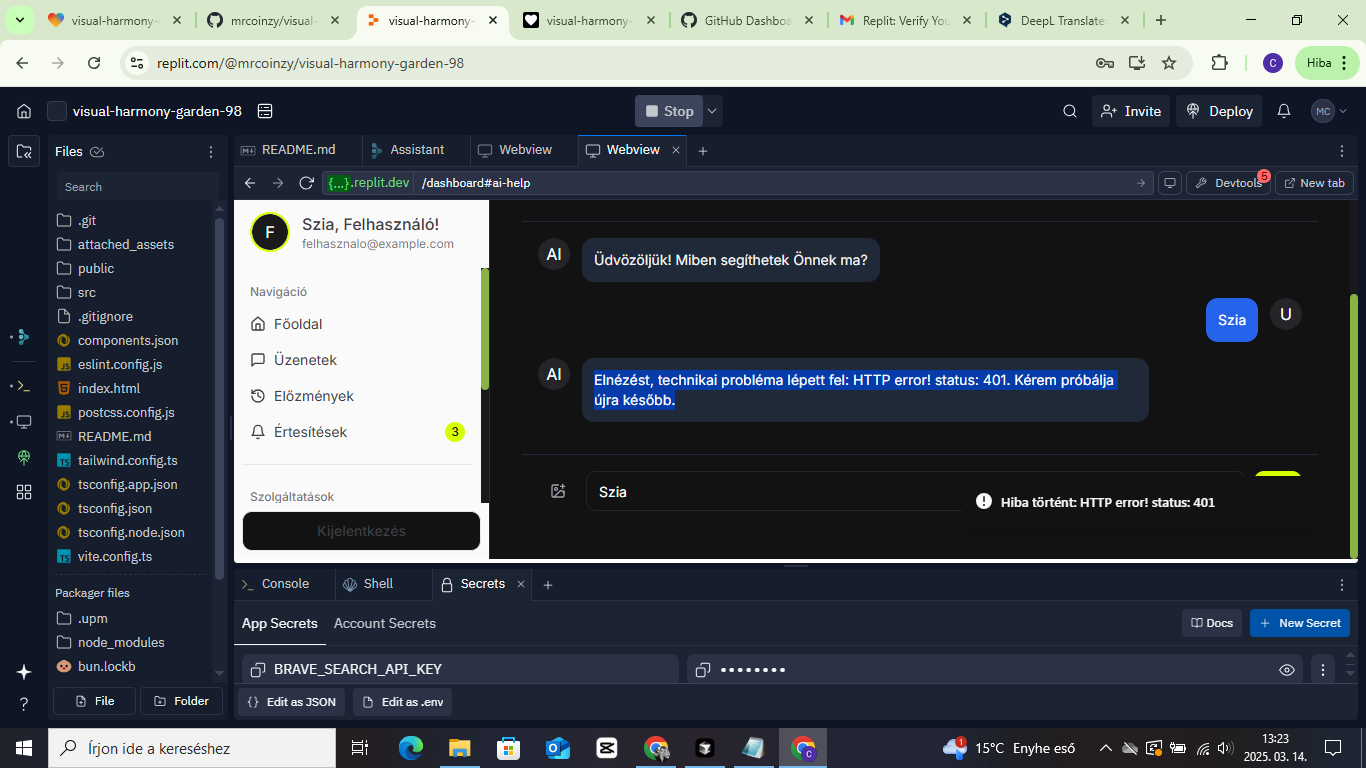 visual-harmony-
mrcoinzy/visual-
visual-harmony-
visual-harmony-
GitHub Dashboa
Replit: Verify You
DeepL Translate
replit.com/@mrcoinzy/visual-harmony-garden-98
C
Hiba
visual-harmony-garden-98
Stop
Invite
Deploy
MC
Files
README.md
Assistant
Webview
Webview
Search
{...}.replit.dev
/dashboard#ai-help
Devtools
5
New tab
.git
attached_assets
public
src
.gitignore
components.json
eslint.config.js
index.html
postcss.config.js
README.md
tailwind.config.ts
tsconfig.app.json
tsconfig.json
tsconfig.node.json
vite.config.ts
Packager files
.upm
node_modules
bun.lockb
File
Folder
F
Szia, Felhasználó!
felhasznalo@example.com
Navigáció
Főoldal
Üzenetek
Előzmények
Értesítések
3
Szolgáltatások
Kijelentkezés
AI
Üdvözöljük! Miben segíthetek Önnek ma?
Szia
U
AI
Elnézést, technikai probléma lépett fel: HTTP error! status: 401. Kérem próbálja
újra később.
Szia
Hiba történt: HTTP error! status: 401
Console
Shell
Secrets
App Secrets
Account Secrets
Docs
New Secret
BRAVE_SEARCH_API_KEY
••••••••
{} Edit as JSON
Edit as .env
Írjon ide a kereséshez
1
15°C Enyhe eső
13:23
2025. 03. 14.